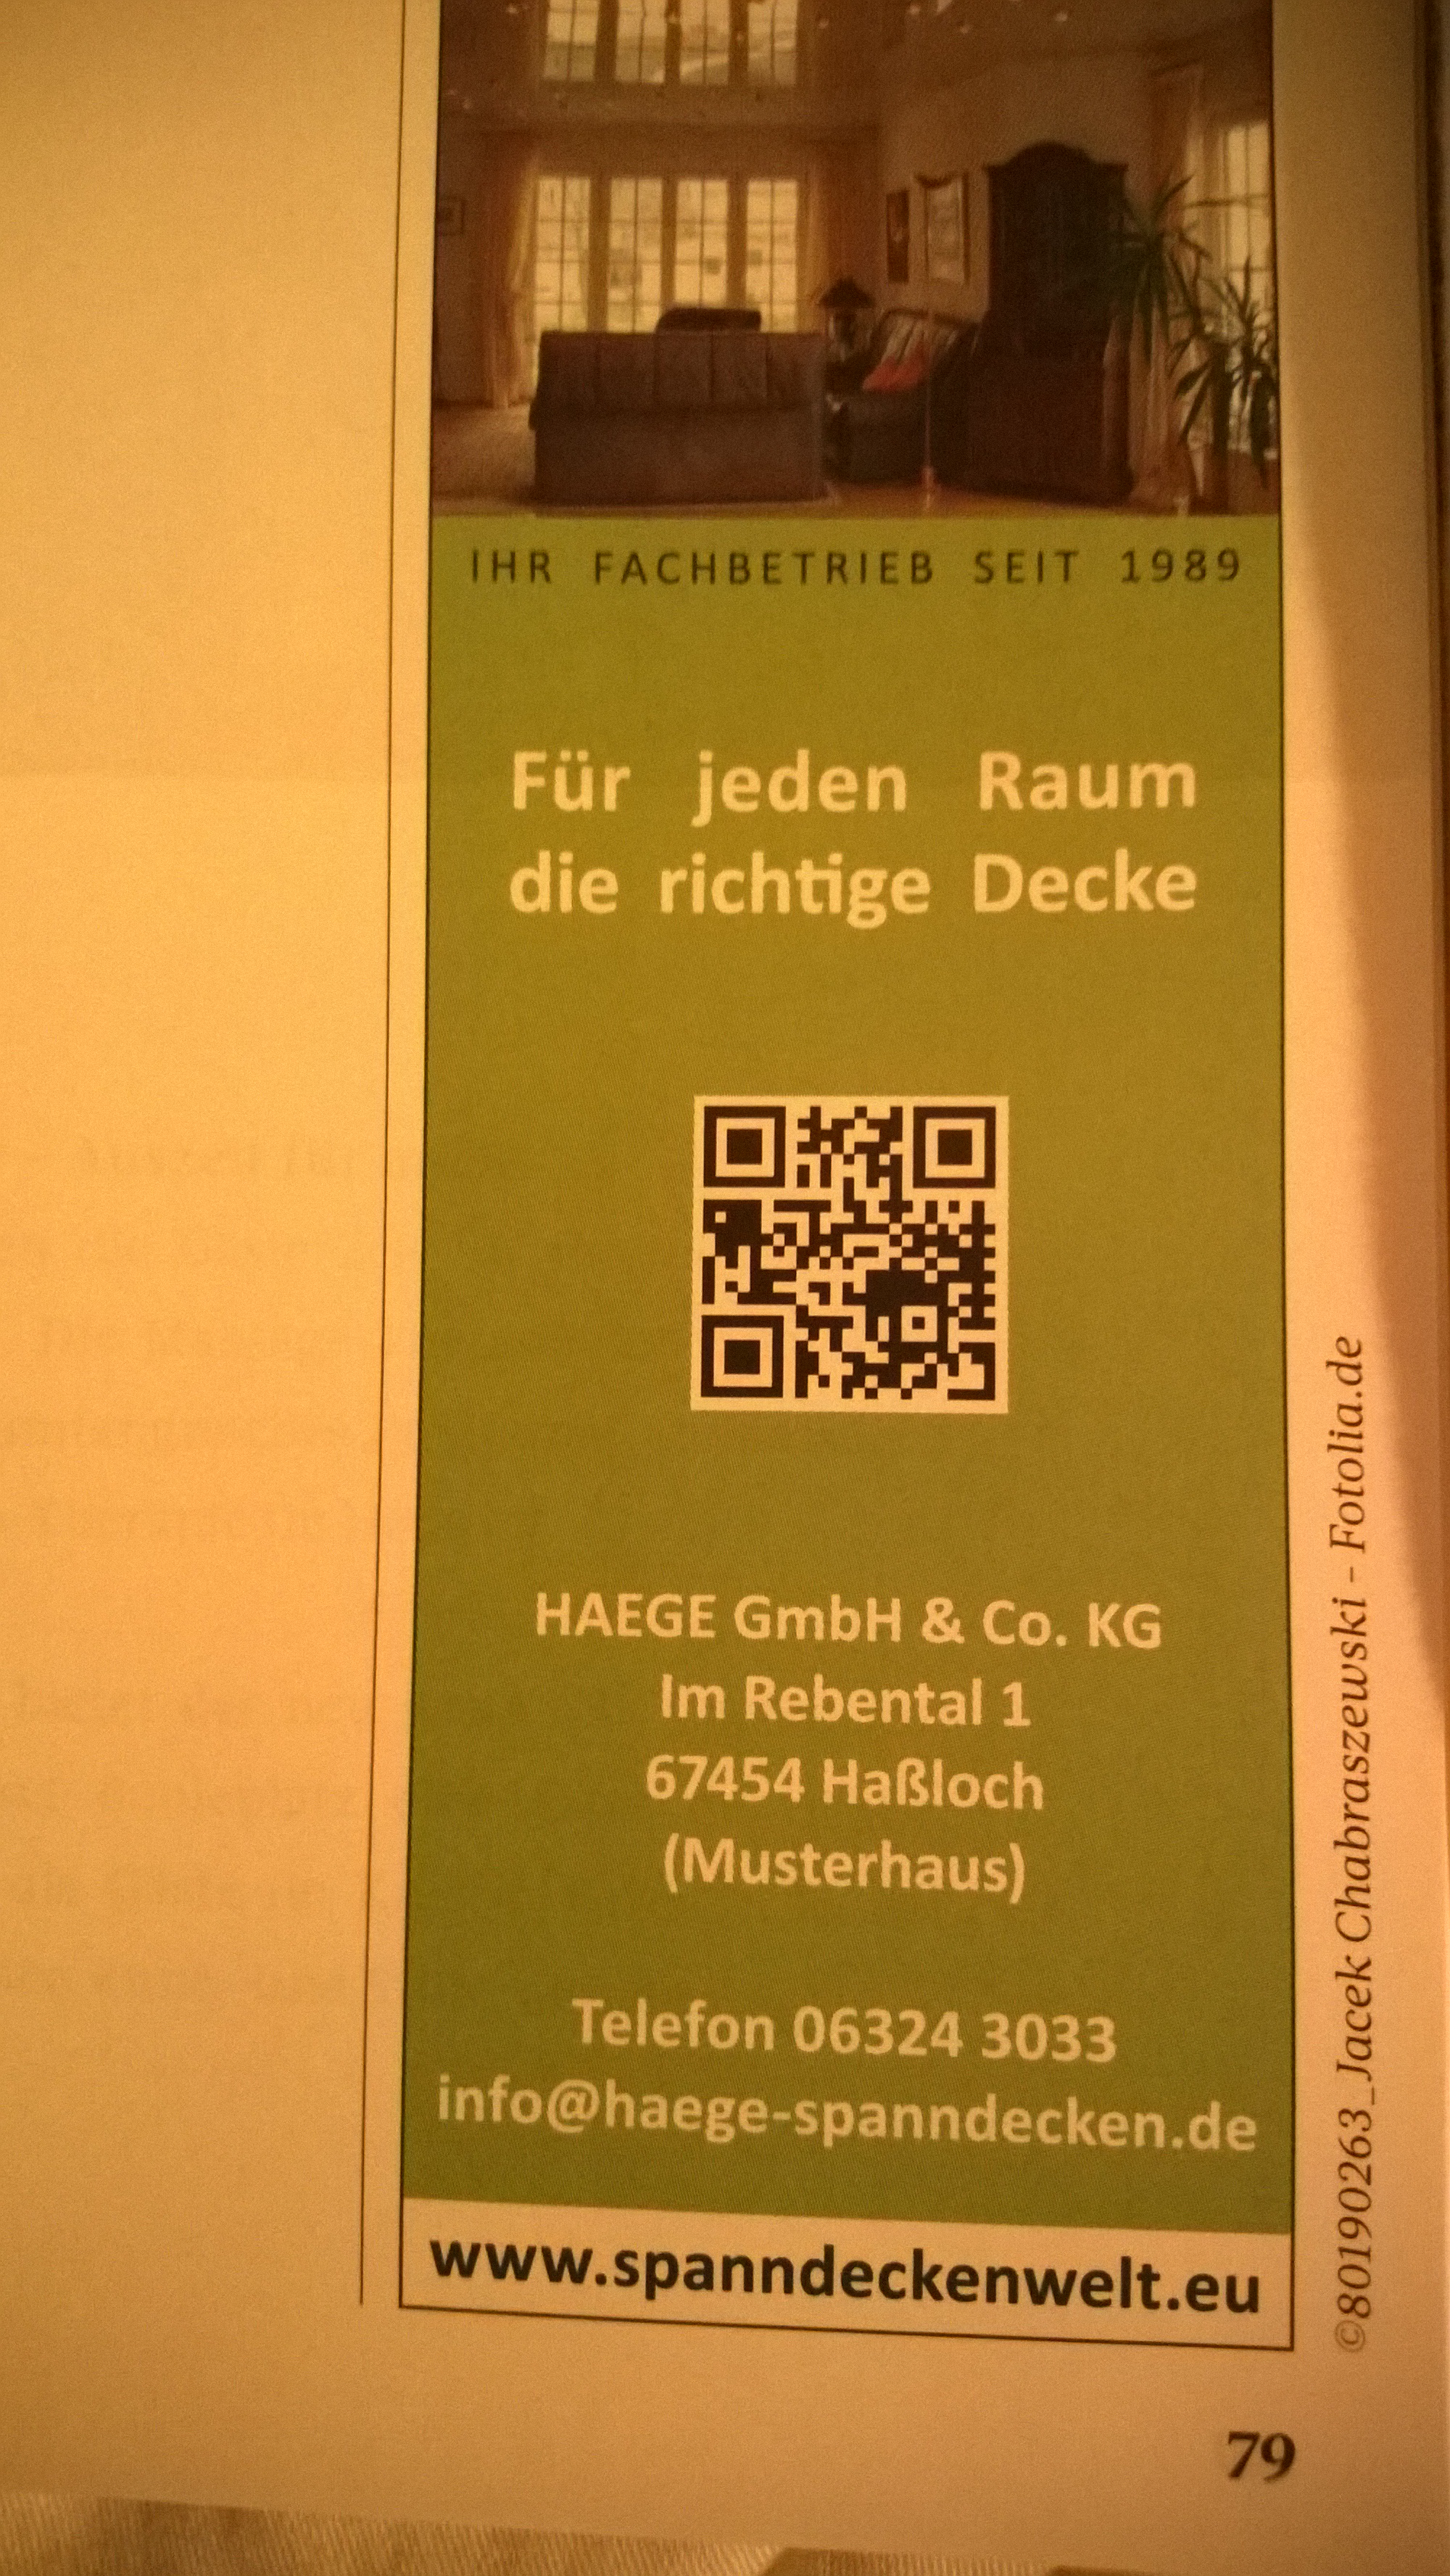 IHR FACHBETRIEB SEIT 1989
Für jeden Raum
die richtige Decke
HAEGE GmbH & Co. KG
Im Rebental 1
67454 Haßloch
(Musterhaus)
Telefon 06324 3033
info@haege-spanndecken.de
www.spanndeckenwelt.eu
©80190263_Jacek Chabraszewski – Fotolia.de
79